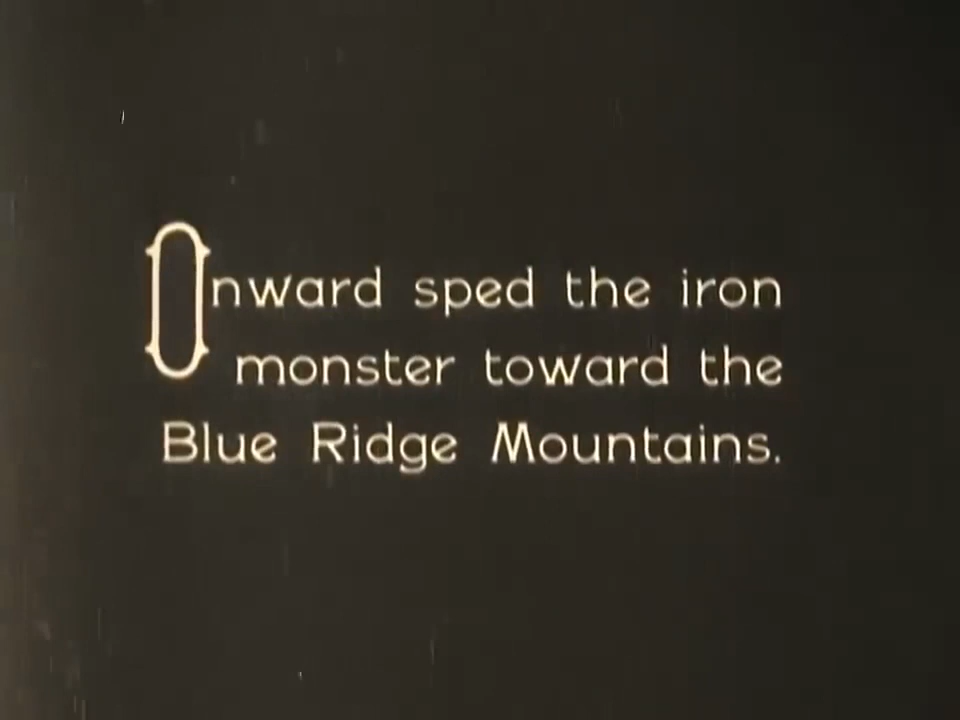 Onward sped the iron
monster toward the
Blue Ridge Mountains.